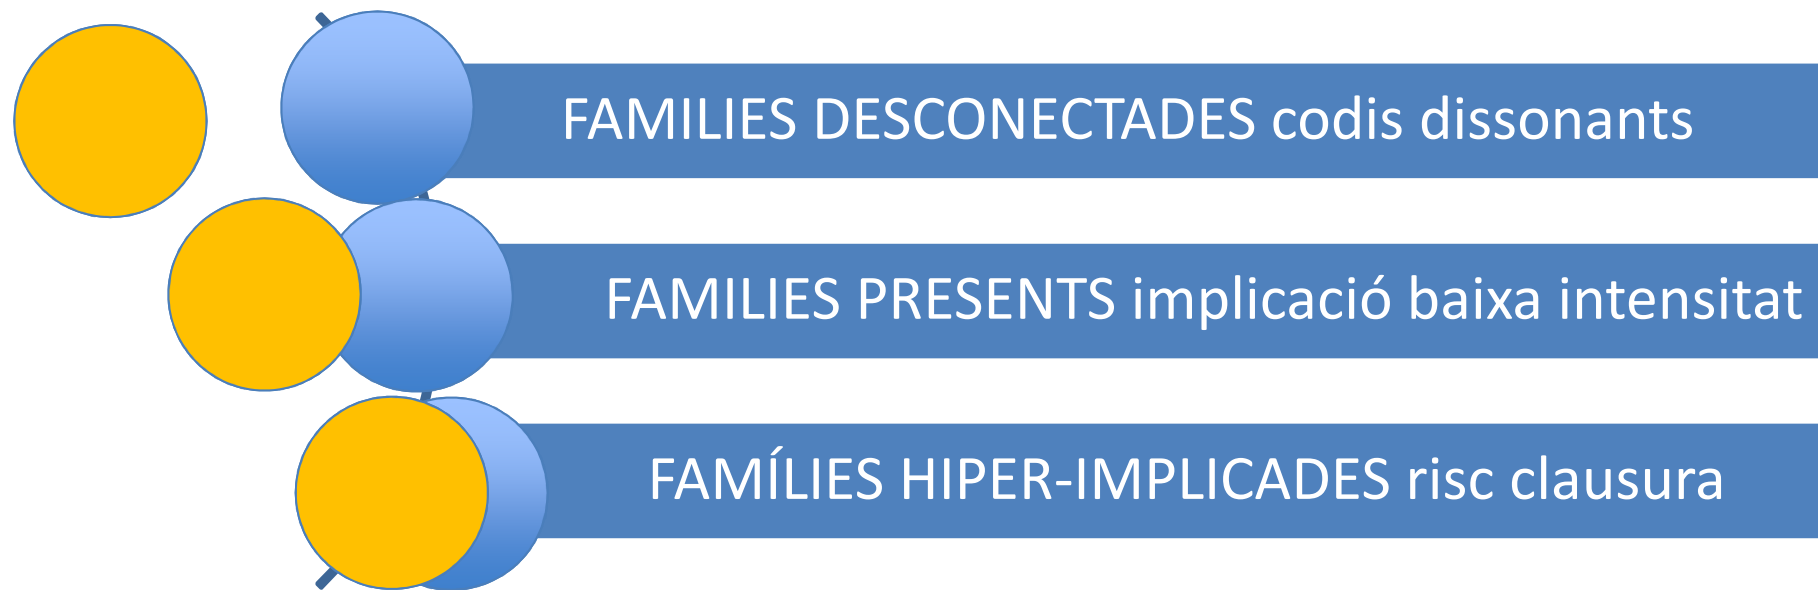 FAMILIES DESCONECTADES codis dissonants
FAMILIES PRESENTS implicació baixa intensitat
FAMÍLIES HIPER-IMPLICADES risc clausura